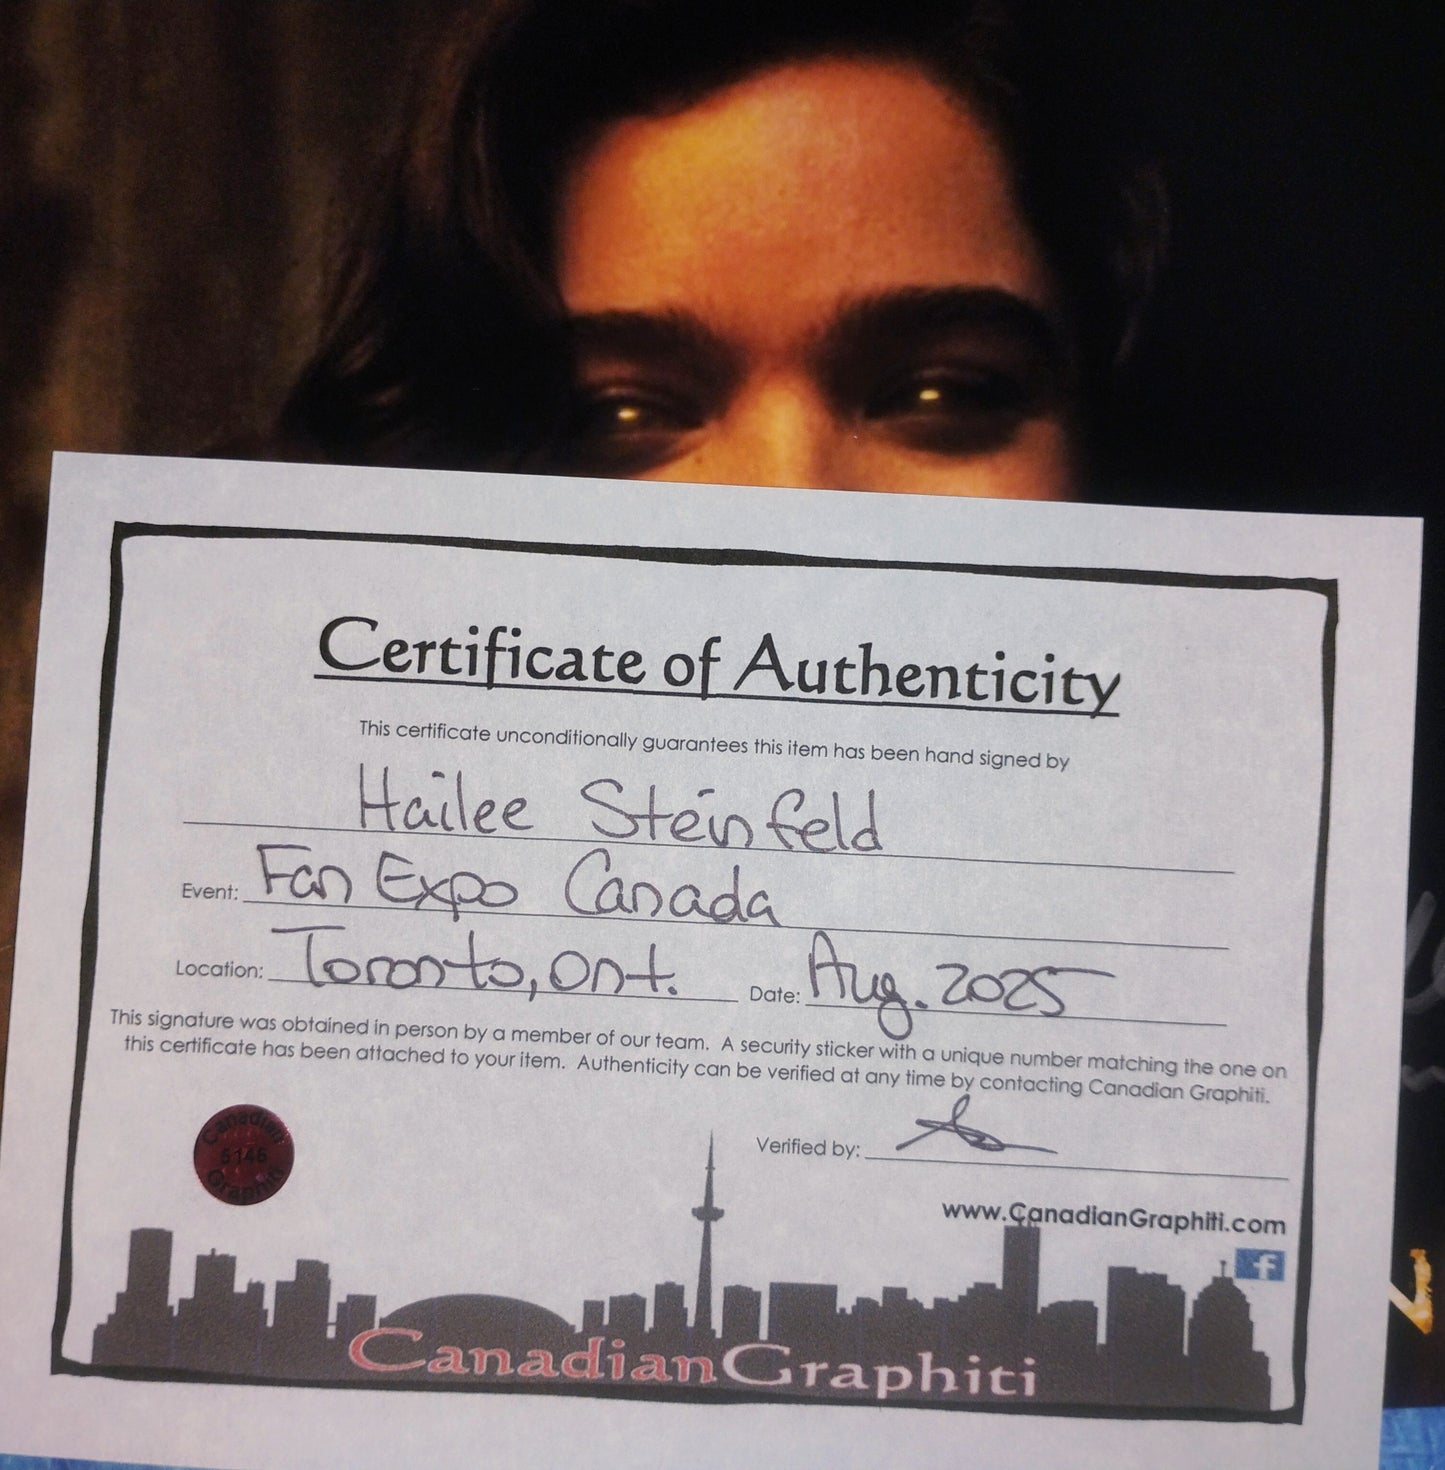 Certificate of Authenticity
This certificate unconditionally guarantees this item has been hand signed by
Hailee Steinfeld
Event: Fan Expo Canada
Location: Toronto, Ont. Date: Aug. 2025
This signature was obtained in person by a member of our team. A security sticker with a unique number matching the one on
this certificate has been attached to your item. Authenticity can be verified at any time by contacting Canadian Graphiti.
Canadian
5146
Graphiti
Verified by:
www.CanadianGraphiti.com
f
CanadianGraphiti